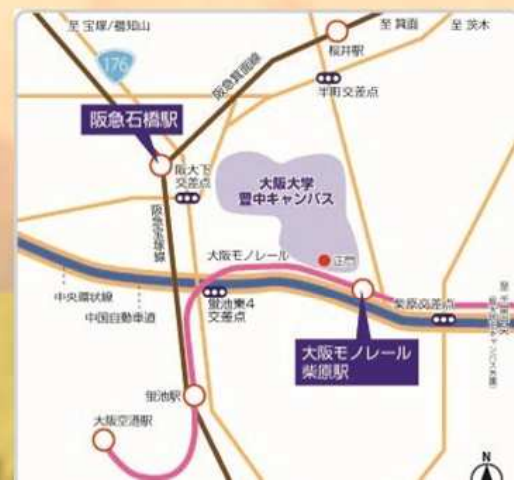 至 宝塚/福知山
至 箕面
至 茨木
176
桜井駅
阪急箕面線
半町交差点
阪急石橋駅
阪大下
交差点
大阪大学
豊中キャンパス
阪急宝塚線
大阪モノレール
正門
中央環状線
中国自動車道
蛍池東4
交差点
柴原交差点
大阪モノレール
柴原駅
蛍池駅
大阪空港駅
N